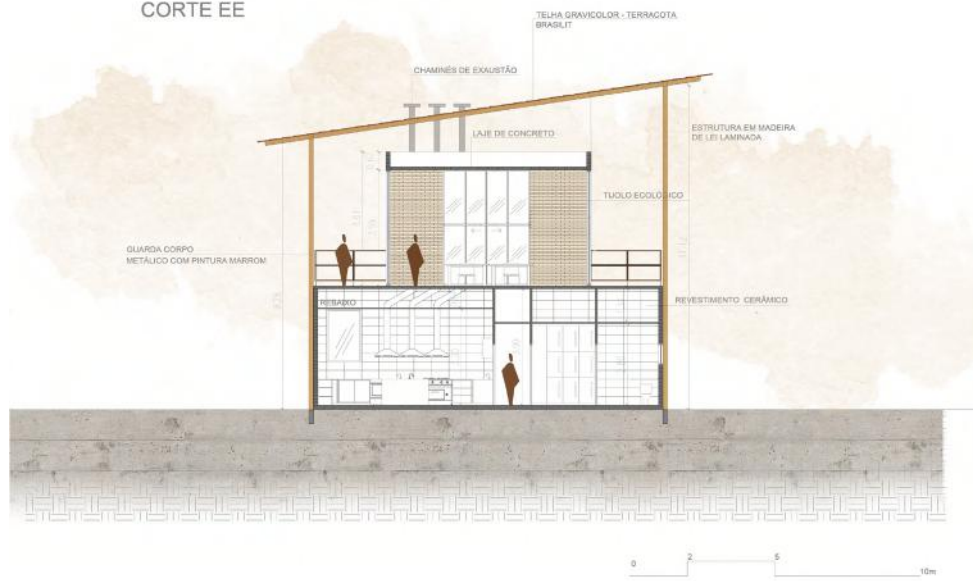 CORTE EE
TELHA GRAVICOLOR - TERRACOTA
BRASILIT
CHAMINÉS DE EXAUSTÃO
LAJE DE CONCRETO
ESTRUTURA EM MADEIRA
DE LEI LAMINADA
TIJOLO ECOLÓGICO
GUARDA CORPO
METÁLICO COM PINTURA MARROM
REVESTIMENTO CERÂMICO
0
2
5
10m